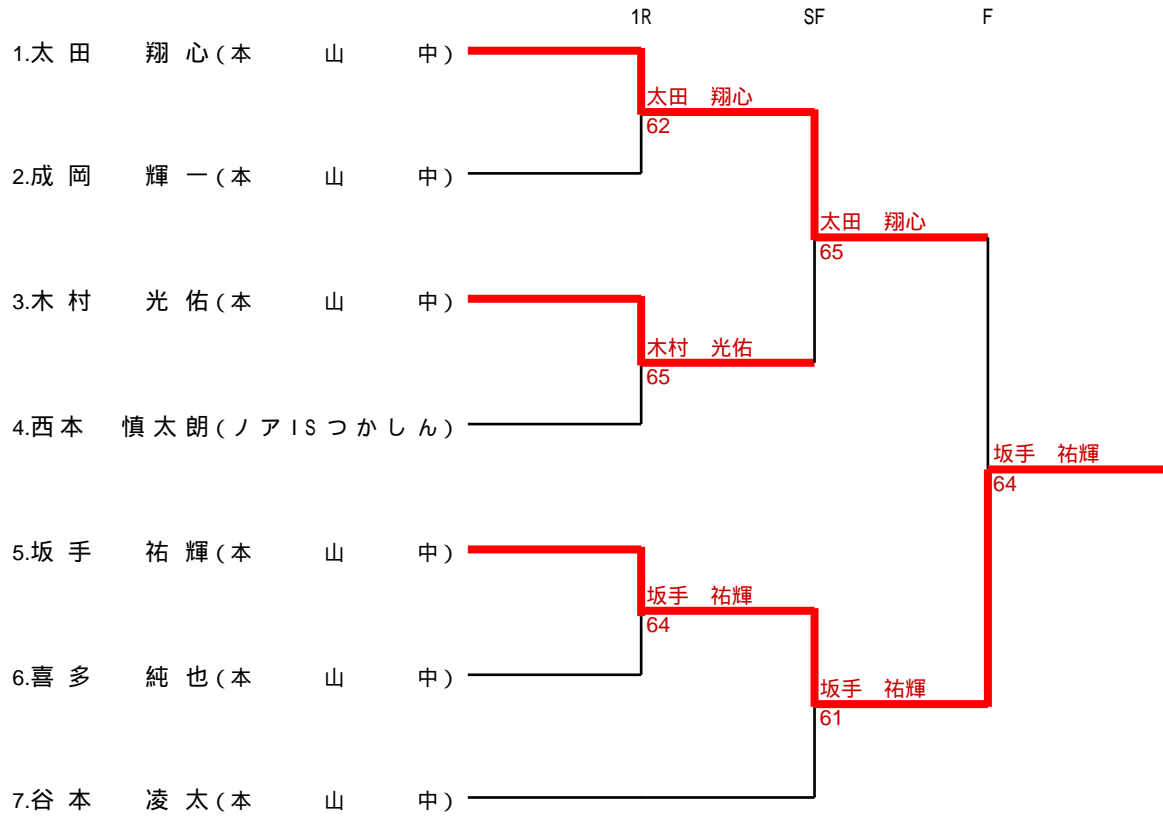 1R SF F
1.太田 翔心(本 山 中)
太田 翔心
62
2.成岡 輝一(本 山 中)
太田 翔心
65
3.木村 光佑(本 山 中)
木村 光佑
65
4.西本 慎太朗(ノアISつかしん)
坂手 祐輝
64
5.坂手 祐輝(本 山 中)
坂手 祐輝
64
6.喜多 純也(本 山 中)
坂手 祐輝
61
7.谷本 凌太(本 山 中)